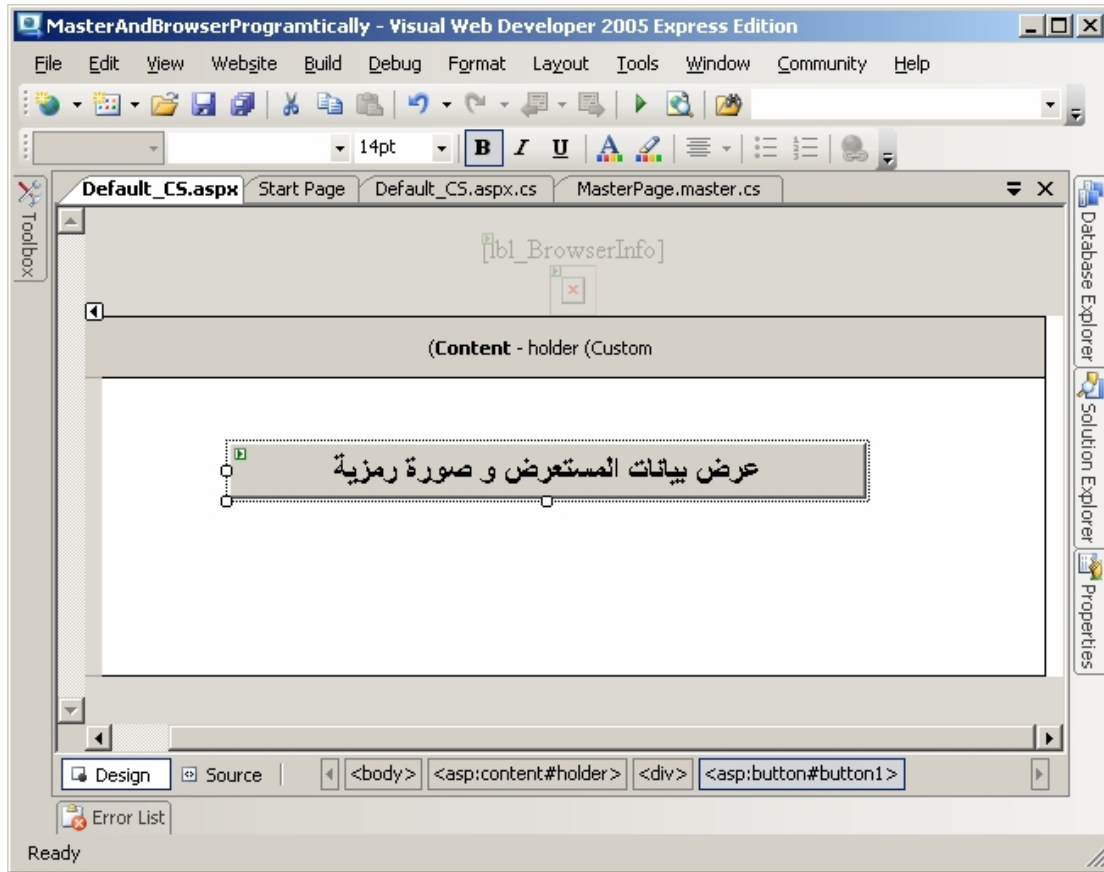 MasterAndBrowserProgramtically - Visual Web Developer 2005 Express Edition
File Edit View Website Build Debug Format Layout Tools Window Community Help
14pt B I U A
Default_CS.aspx Start Page Default_CS.aspx.cs MasterPage.master.cs
Toolbox
[lbl_BrowserInfo]
(Content - holder (Custom
عرض بيانات المستعرض و صورة رمزية
Database Explorer
Solution Explorer
Properties
Design Source <body> <asp:content#holder> <div> <asp:button#button1>
Error List
Ready